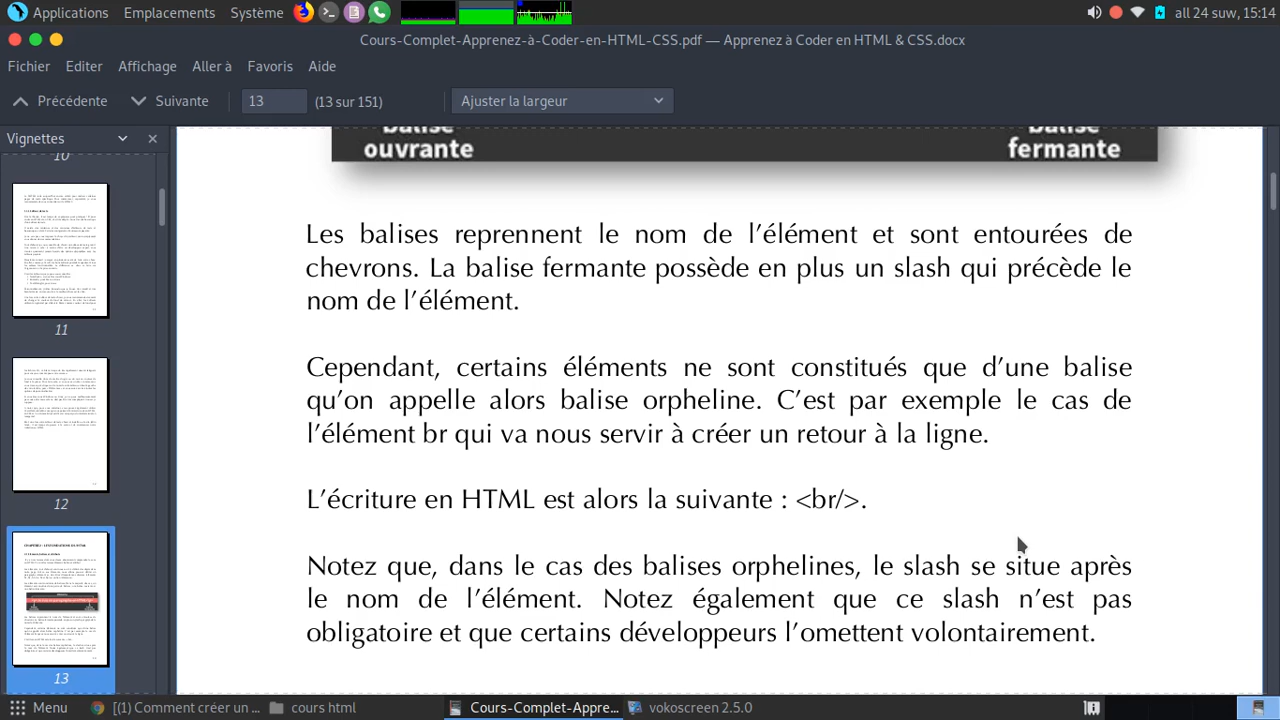 Applications Emplacements Système all 24 suw, 15:14
Cours-Complet-Apprenez-à-Coder-en-HTML-CSS.pdf — Apprenez à Coder en HTML & CSS.docx
Fichier Editer Affichage Aller à Favoris Aide
Précédente Suivante 13 (13 sur 151) Ajuster la largeur
Vignettes
10
11
12
13
balise balise
ouvrante fermante
Les balises reprennent le nom de l’élément et sont entourées de
chevrons. La balise fermante possède en plus un slash qui précède le
nom de l’élément.
Cependant, certains éléments ne sont constitués que d’une balise
qu’on appelle alors balise orpheline. C’est par exemple le cas de
l’élément br qui va nous servir à créer un retour à la ligne.
L’écriture en HTML est alors la suivante : <br/>.
Notez que, dans le cas des balises orphelines, le slash se situe après
le nom de l’élément. Notez également que ce slash n’est pas
obligatoire et que certains développeurs l’omettent volontairement.
Menu [(1) Comment créer un ... cours html Cours-Complet-Appre... vokoscreen 2.5.0